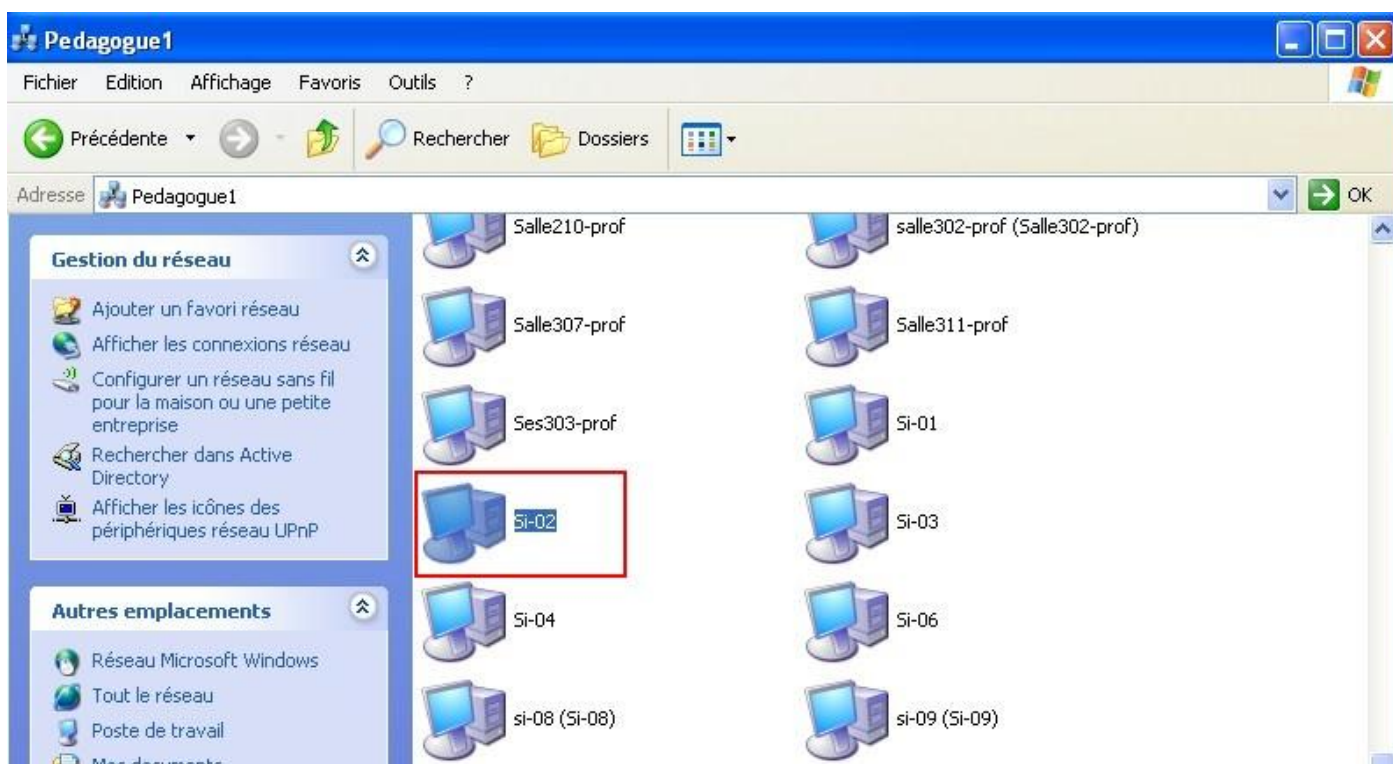 Pedagogue1
Fichier Edition Affichage Favoris Outils ?
Précédente Rechercher Dossiers
Adresse Pedagogue1 OK
Gestion du réseau
Ajouter un favori réseau
Afficher les connexions réseau
Configurer un réseau sans fil
pour la maison ou une petite
entreprise
Rechercher dans Active
Directory
Afficher les icônes des
périphériques réseau UPnP
Autres emplacements
Réseau Microsoft Windows
Tout le réseau
Poste de travail
Mes documents
Salle210-prof salle302-prof (Salle302-prof)
Salle307-prof Salle311-prof
Ses303-prof Si-01
Si-02 Si-03
Si-04 Si-06
si-08 (Si-08) si-09 (Si-09)